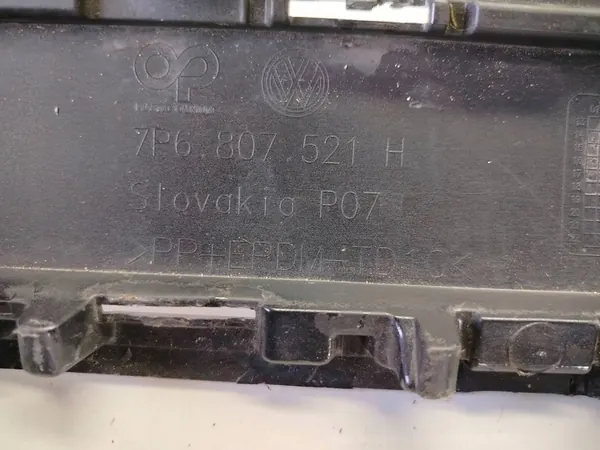 7P6 807 521 H
Slovakia P07
>PP+EPDM-TD10<